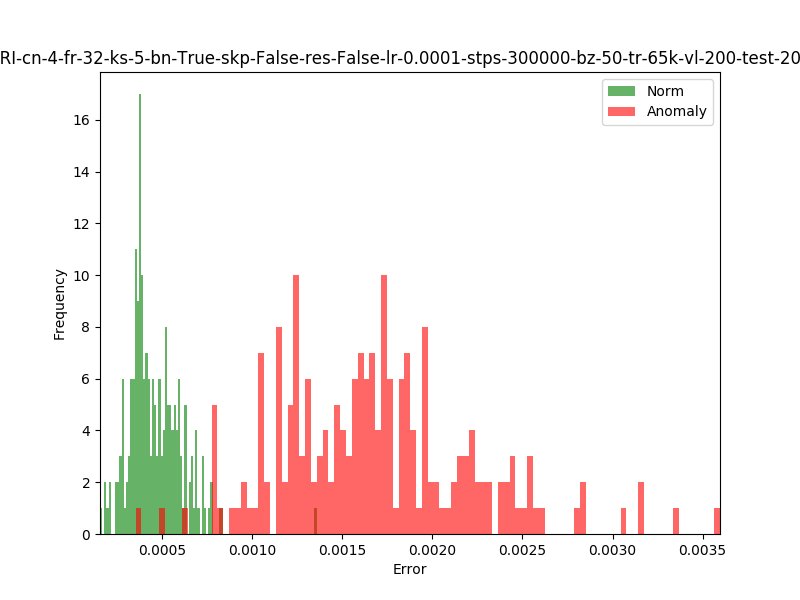 RI-cn-4-fr-32-ks-5-bn-True-skp-False-res-False-lr-0.0001-stps-300000-bz-50-tr-65k-vl-200-test-20
Norm
Anomaly
16
14
12
10
8
6
4
2
0
Frequency
0.0005 0.0010 0.0015 0.0020 0.0025 0.0030 0.0035
Error